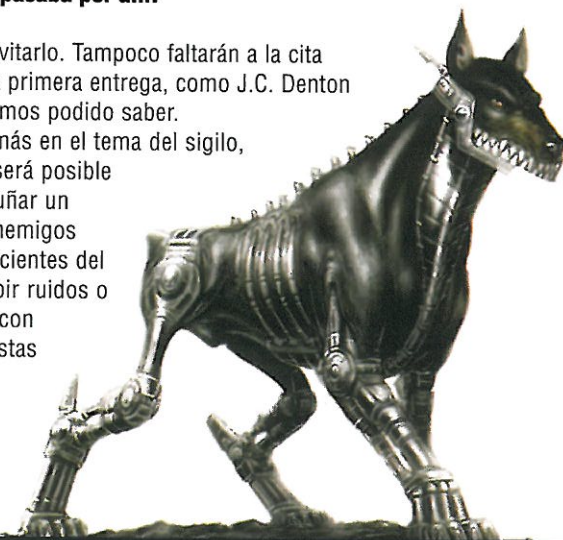 pasaba por allí
vitarlo. Tampoco faltarán a la cita
primera entrega, como J.C. Denton
mos podido saber.
más en el tema del sigilo,
será posible
uñar un
nemigos
cientes del
bir ruidos o
con
stas